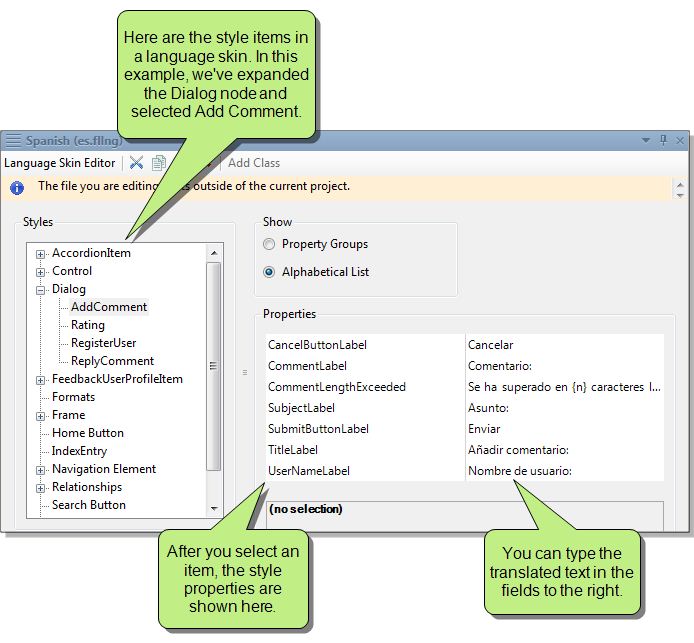 Here are the style items in
a language skin. In this
example, we've expanded
the Dialog node and
selected Add Comment.
Spanish (es.fllng)
Language Skin Editor
Add Class
The file you are editing outside of the current project.
Styles
AccordionItem
Control
Dialog
AddComment
Rating
RegisterUser
ReplyComment
FeedbackUserProfileItem
Formats
Frame
Home Button
IndexEntry
Navigation Element
Relationships
Search Button
Show
Property Groups
Alphabetical List
Properties
CancelButtonLabel Cancelar
CommentLabel Comentario:
CommentLengthExceeded Se ha superado en {n} caracteres l...
SubjectLabel Asunto:
SubmitButtonLabel Enviar
TitleLabel Añadir comentario:
UserNameLabel Nombre de usuario:
(no selection)
After you select an
item, the style
properties are
shown here.
You can type the
translated text in the
fields to the right.